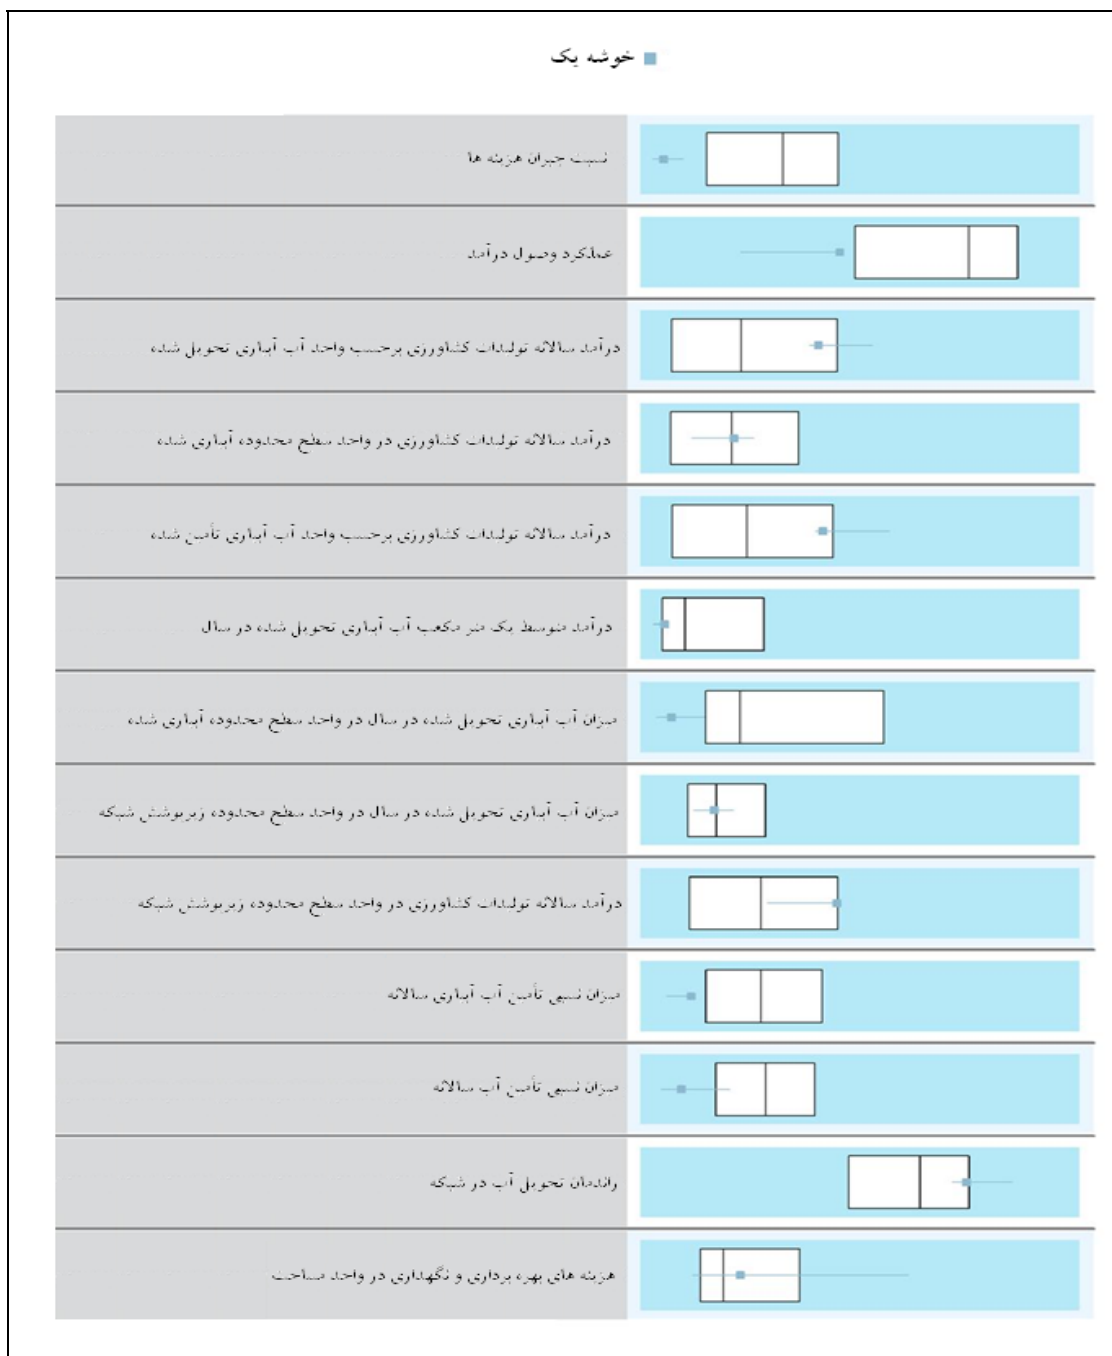 خوشه یک
نسبت جبران هزینه ها
عملکرد وصول درآمد
درآمد سالانه تولیدات کشاورزی برحسب واحد آب آبیاری تحویل شده
درآمد سالانه تولیدات کشاورزی در واحد سطح محدوده آبیاری شده
درآمد سالانه تولیدات کشاورزی برحسب واحد آب آبیاری تأمین شده
درآمد متوسط یک متر مکعب آب آبیاری تحویل شده در سال
میزان آب آبیاری تحویل شده در سال در واحد سطح محدوده آبیاری شده
میزان آب آبیاری تحویل شده در سال در واحد سطح محدوده زیرپوشش شبکه
درآمد سالانه تولیدات کشاورزی در واحد سطح محدوده زیرپوشش شبکه
میزان نسبی تأمین آب آبیاری سالانه
میزان نسبی تأمین آب سالانه
راندمان تحویل آب در شبکه
هزینه های بهره برداری و نگهداری در واحد مساحت